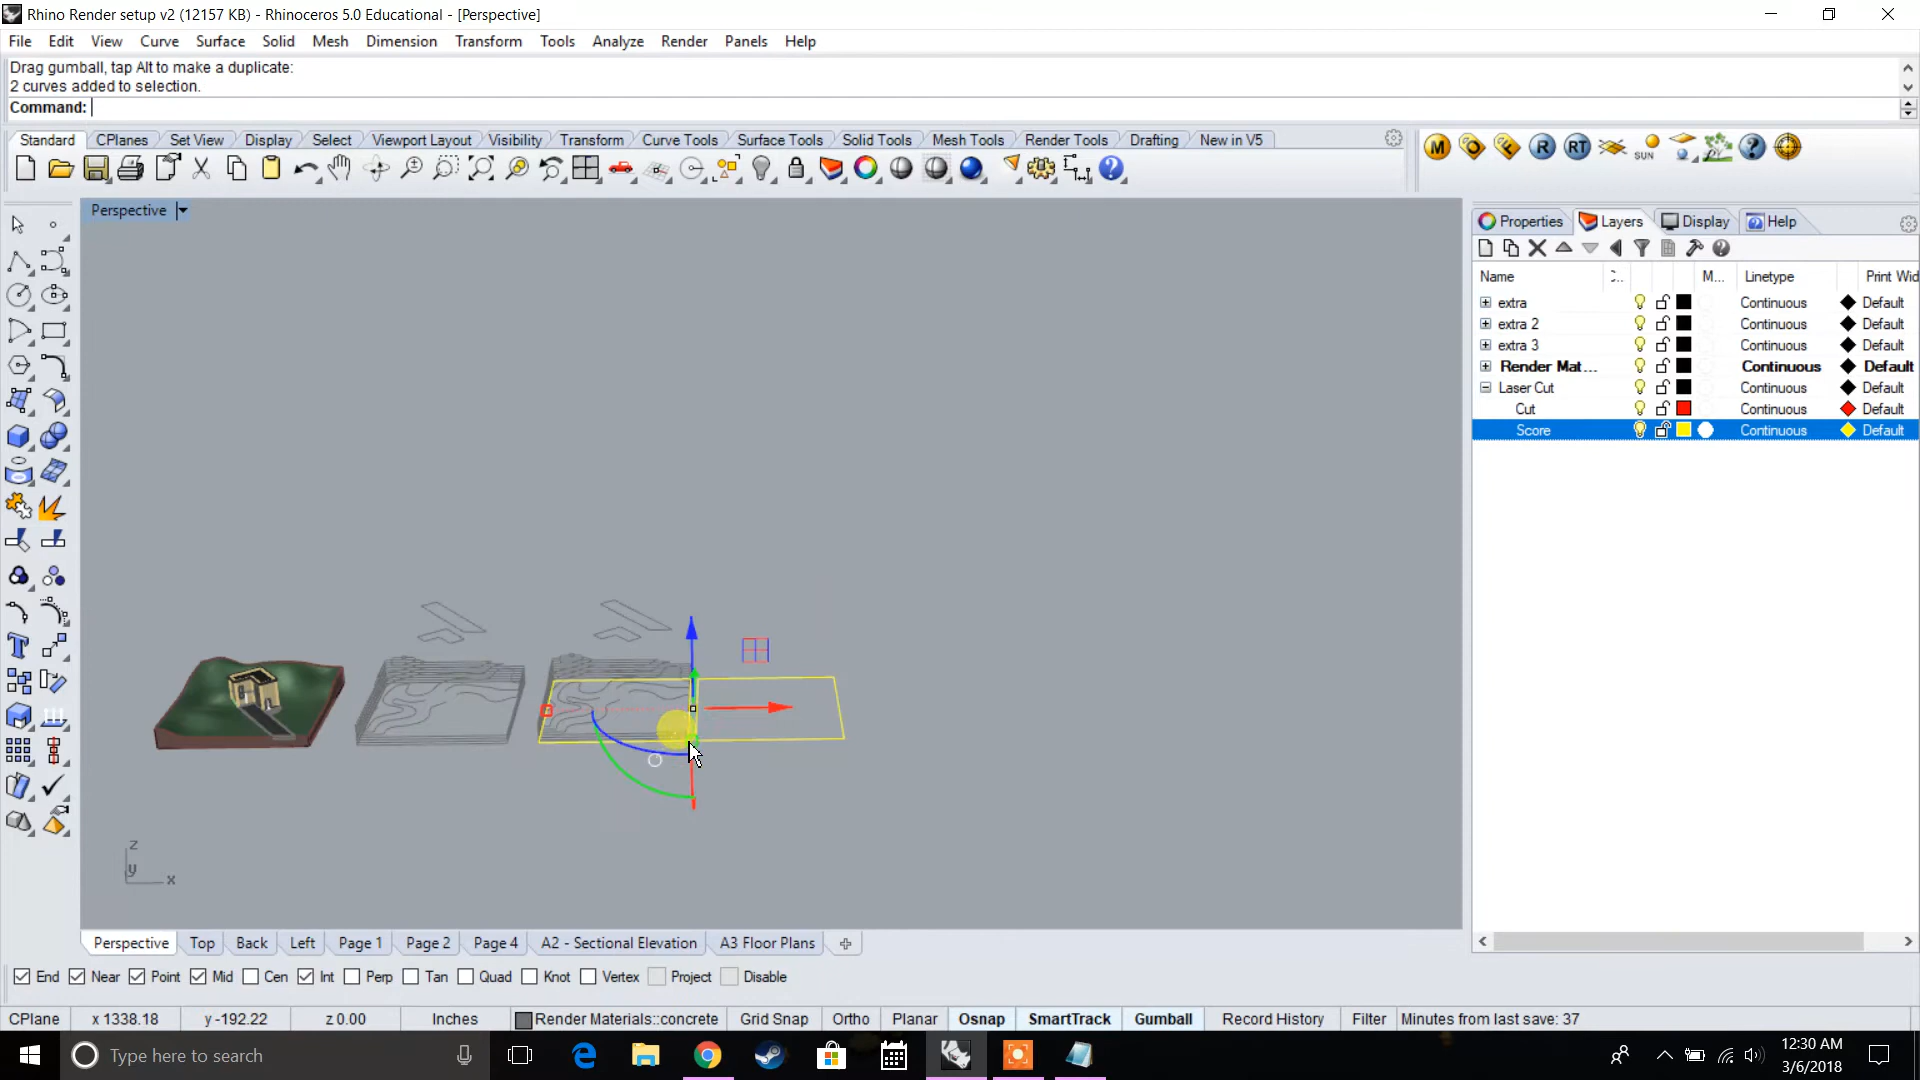 Rhino Render setup v2 (12157 KB) - Rhinoceros 5.0 Educational - [Perspective]
File Edit View Curve Surface Solid Mesh Dimension Transform Tools Analyze Render Panels Help
Drag gumball, tap Alt to make a duplicate:
2 curves added to selection.
Command:
Standard CPlanes Set View Display Select Viewport Layout Visibility Transform Curve Tools Surface Tools Solid Tools Mesh Tools Render Tools Drafting New in V5
M O F R RT SUN
Perspective
Properties Layers Display Help
Name M... Linetype Print Wid
extra Continuous Default
extra 2 Continuous Default
extra 3 Continuous Default
Render Mat... Continuous Default
Laser Cut Continuous Default
Cut Continuous Default
Score Continuous Default
z
y x
Perspective Top Back Left Page 1 Page 2 Page 4 A2 - Sectional Elevation A3 Floor Plans
End Near Point Mid Cen Int Perp Tan Quad Knot Vertex Project Disable
CPlane x 1338.18 y -192.22 z 0.00 Inches Render Materials::concrete Grid Snap Ortho Planar Osnap SmartTrack Gumball Record History Filter Minutes from last save: 37
Type here to search
12:30 AM
3/6/2018